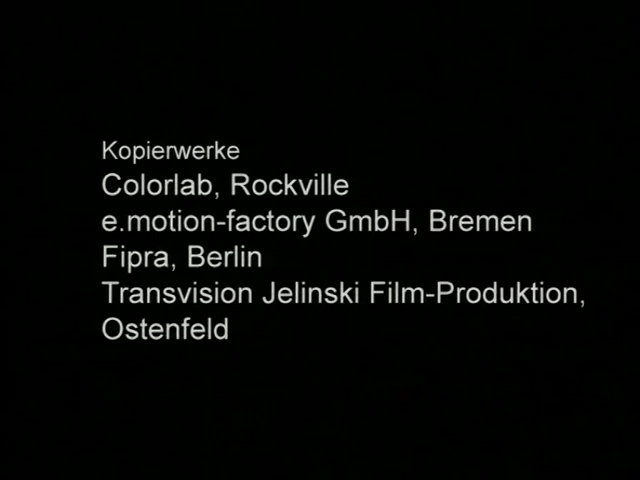 Kopierwerke
Colorlab, Rockville
e.motion-factory GmbH, Bremen
Fipra, Berlin
Transvision Jelinski Film-Produktion,
Ostenfeld